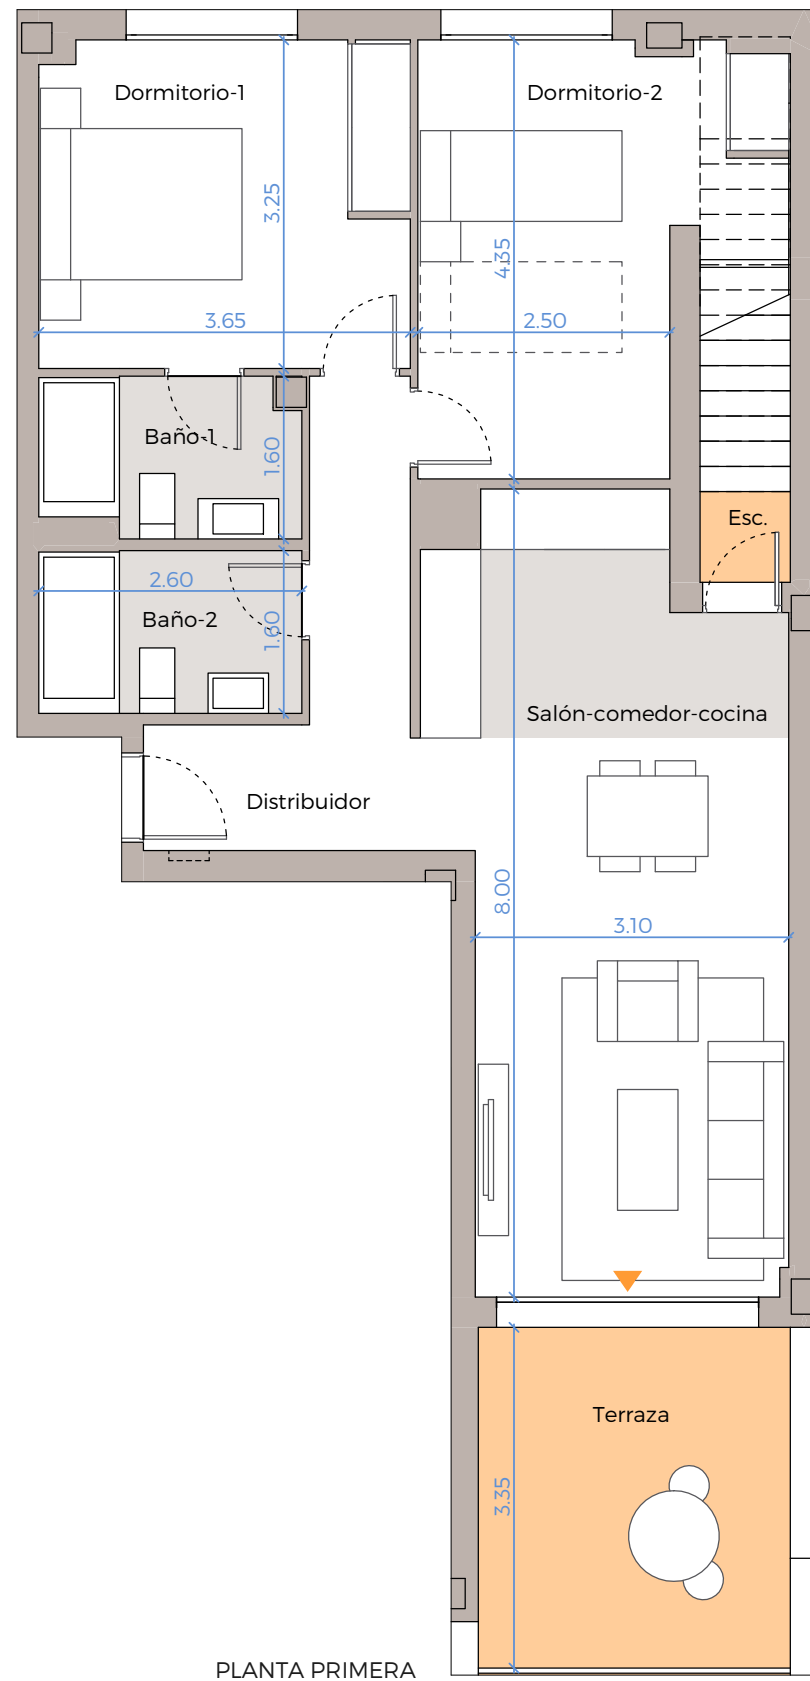 Dormitorio-1
Dormitorio-2
3.25
4.35
3.65
2.50
Baño-1
1.60
Esc.
2.60
Baño-2
1.60
Salón-comedor-cocina
Distribuidor
8.00
3.10
Terraza
3.35
PLANTA PRIMERA